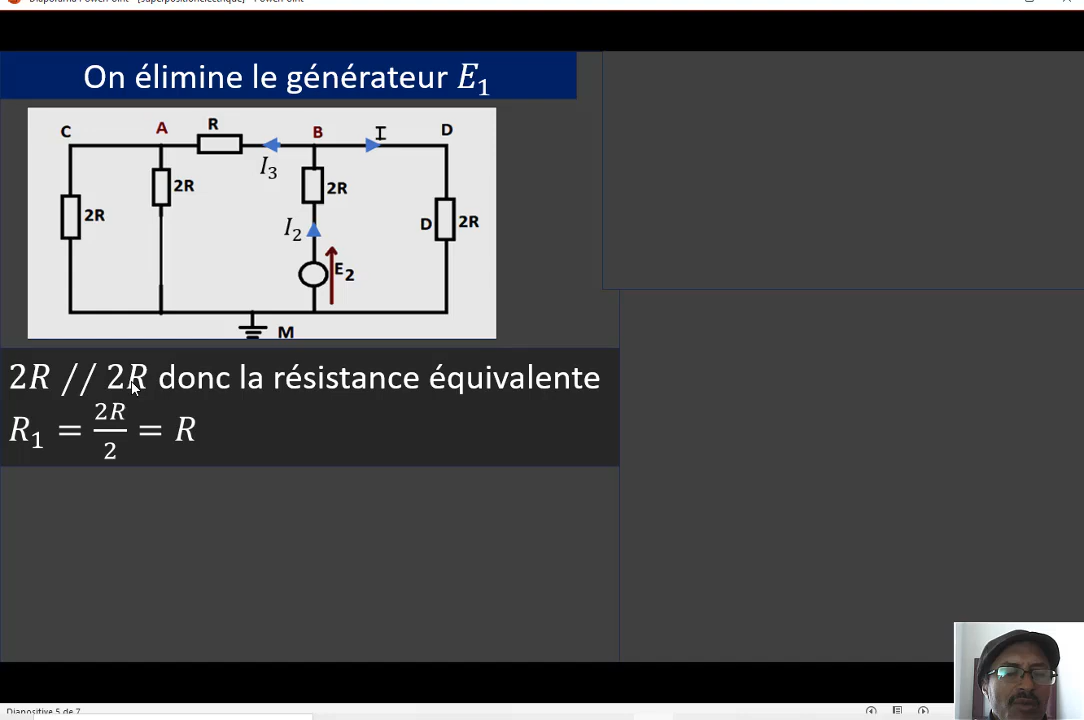 On élimine le générateur E₁
C A R B I D
I₃
2R 2R 2R D 2R
I₂
E₂
M
2R // 2R donc la résistance équivalente
R₁ = 2R/2 = R
Diapositive 5 de 7